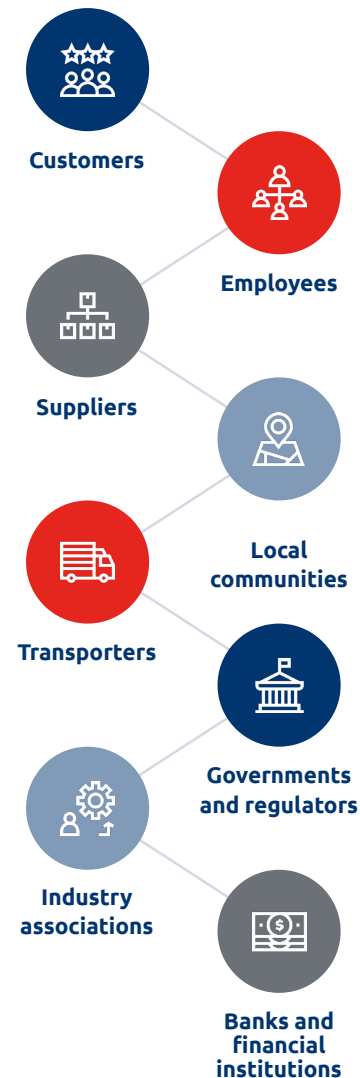 Customers
Employees
Suppliers
Local
communities
Transporters
Governments
and regulators
Industry
associations
$
Banks and
financial
institutions